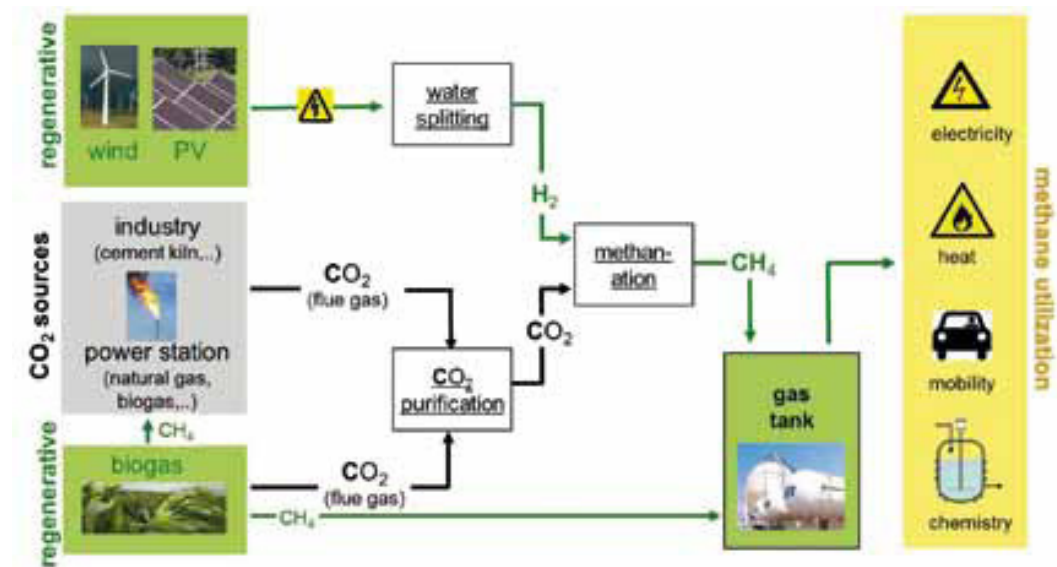 regenerative
wind PV
water
splitting
H₂
CO₂ sources
industry
(cement kiln,..)
power station
(natural gas,
biogas,..)
CO₂
(flue gas)
CO₂
purification
CO₂
methan-
ation
CH₄
gas
tank
CH₄
regenerative
biogas
CO₂
(flue gas)
CH₄
electricity
heat
mobility
chemistry
methane utilization